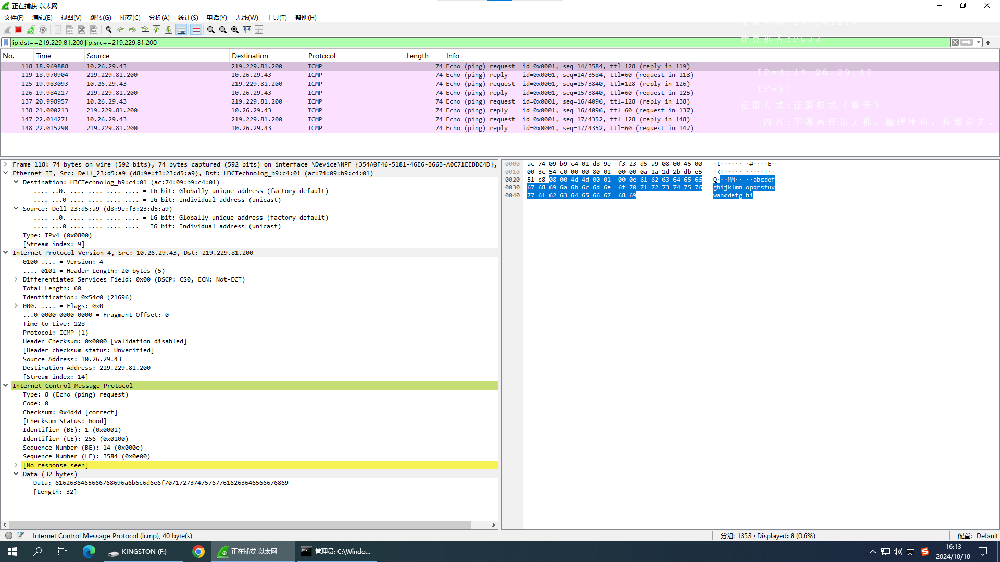 正在捕获 以太网
文件(F) 编辑(E) 视图(V) 跳转(G) 捕获(C) 分析(A) 统计(S) 电话(Y) 无线(W) 工具(T) 帮助(H)
ip.dst==219.229.81.200||ip.src==219.229.81.200
计算机名:PC33
No. Time Source Destination Protocol Length Info
118 18.969888 10.26.29.43 219.229.81.200 ICMP 74 Echo (ping) request id=0x0001, seq=14/3584, ttl=128 (reply in 119)
119 18.970904 219.229.81.200 10.26.29.43 ICMP 74 Echo (ping) reply id=0x0001, seq=14/3584, ttl=60 (request in 118)
125 19.983093 10.26.29.43 219.229.81.200 ICMP 74 Echo (ping) request id=0x0001, seq=15/3840, ttl=128 (reply in 126)
126 19.984217 219.229.81.200 10.26.29.43 ICMP 74 Echo (ping) reply id=0x0001, seq=15/3840, ttl=60 (request in 125)
137 20.998957 10.26.29.43 219.229.81.200 ICMP 74 Echo (ping) request id=0x0001, seq=16/4096, ttl=128 (reply in 138)
138 21.000213 219.229.81.200 10.26.29.43 ICMP 74 Echo (ping) reply id=0x0001, seq=16/4096, ttl=60 (request in 137)
147 22.014271 10.26.29.43 219.229.81.200 ICMP 74 Echo (ping) request id=0x0001, seq=17/4352, ttl=128 (reply in 148)
148 22.015290 219.229.81.200 10.26.29.43 ICMP 74 Echo (ping) reply id=0x0001, seq=17/4352, ttl=60 (request in 147)
IPv4:10.26.29.43
IPv6:
还原方式:还原模式(每天)
内容:下课离开请关机，整理座位，垃圾带走。
Frame 118: 74 bytes on wire (592 bits), 74 bytes captured (592 bits) on interface \Device\NPF_{354A0F46-5181-46E6-B66B-A0C71EEBDC4D},
Ethernet II, Src: Dell_23:d5:a9 (d8:9e:f3:23:d5:a9), Dst: H3CTechnolog_b9:c4:01 (ac:74:09:b9:c4:01)
Destination: H3CTechnolog_b9:c4:01 (ac:74:09:b9:c4:01)
.... ..0. .... .... .... .... = LG bit: Globally unique address (factory default)
.... ...0 .... .... .... .... = IG bit: Individual address (unicast)
Source: Dell_23:d5:a9 (d8:9e:f3:23:d5:a9)
.... ..0. .... .... .... .... = LG bit: Globally unique address (factory default)
.... ...0 .... .... .... .... = IG bit: Individual address (unicast)
Type: IPv4 (0x0800)
[Stream index: 9]
Internet Protocol Version 4, Src: 10.26.29.43, Dst: 219.229.81.200
0100 .... = Version: 4
.... 0101 = Header Length: 20 bytes (5)
Differentiated Services Field: 0x00 (DSCP: CS0, ECN: Not-ECT)
Total Length: 60
Identification: 0x54c0 (21696)
000. .... = Flags: 0x0
...0 0000 0000 0000 = Fragment Offset: 0
Time to Live: 128
Protocol: ICMP (1)
Header Checksum: 0x0000 [validation disabled]
[Header checksum status: Unverified]
Source Address: 10.26.29.43
Destination Address: 219.229.81.200
[Stream index: 14]
Internet Control Message Protocol
Type: 8 (Echo (ping) request)
Code: 0
Checksum: 0x4d4d [correct]
[Checksum Status: Good]
Identifier (BE): 1 (0x0001)
Identifier (LE): 256 (0x0100)
Sequence Number (BE): 14 (0x000e)
Sequence Number (LE): 3584 (0x0e00)
[No response seen]
Data (32 bytes)
Data: 6162636465666768696a6b6c6d6e6f7071727374757677616263646566676869
[Length: 32]
0000 ac 74 09 b9 c4 01 d8 9e f3 23 d5 a9 08 00 45 00 ·t······ ·#····E·
0010 00 3c 54 c0 00 00 80 01 00 00 0a 1a 1d 2b db e5 ·<T····· ·····+··
0020 51 c8 08 00 4d 4d 00 01 00 0e 61 62 63 64 65 66 Q···MM·· ··abcdef
0030 67 68 69 6a 6b 6c 6d 6e 6f 70 71 72 73 74 75 76 ghijklmn opqrstuv
0040 77 61 62 63 64 65 66 67 68 69 wabcdefg hi
Internet Control Message Protocol (icmp), 40 byte(s)
分组: 1353 · Displayed: 8 (0.6%)
配置: Default
KINGSTON (F:)
正在捕获 以太网
管理员: C:\Windo...
英
16:13
2024/10/10